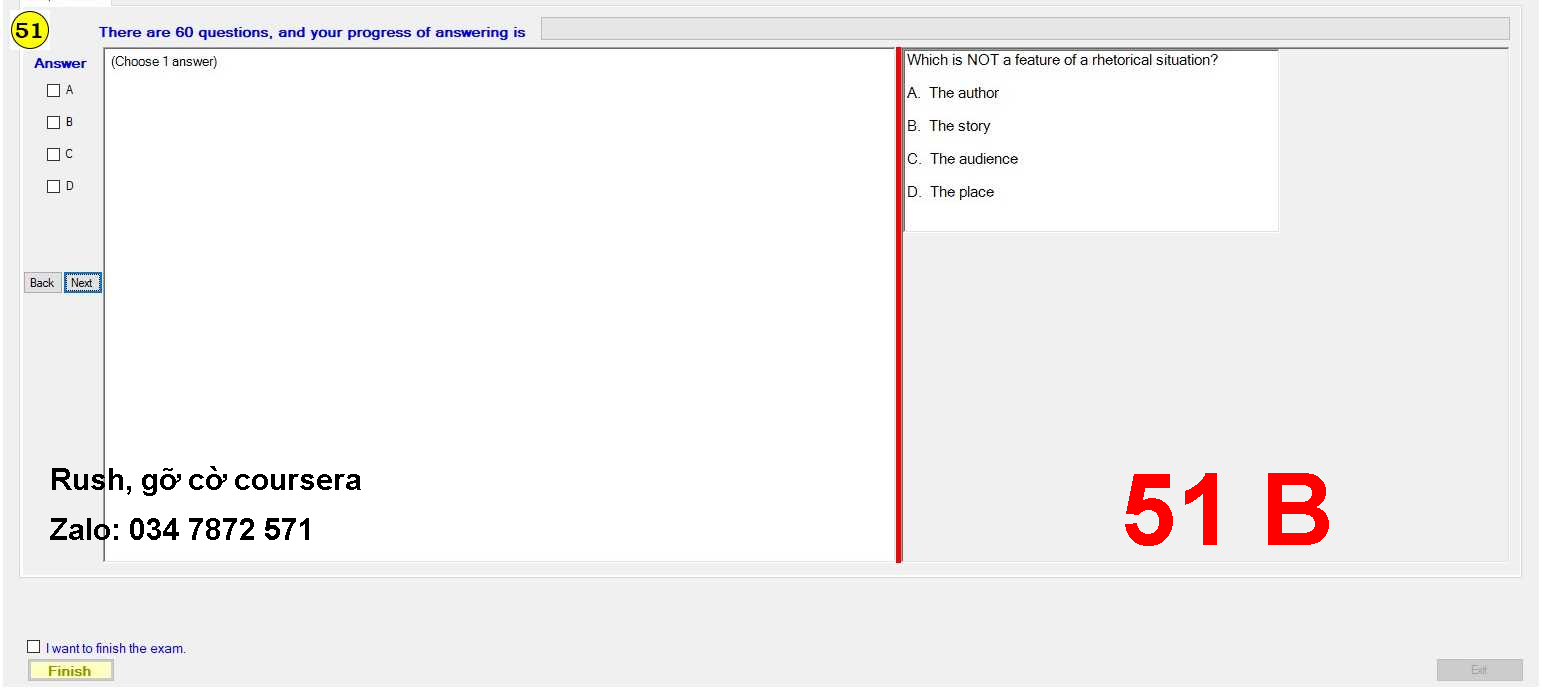 51
There are 60 questions, and your progress of answering is
Answer
(Choose 1 answer)
A
B
C
D
Back Next
Which is NOT a feature of a rhetorical situation?
A. The author
B. The story
C. The audience
D. The place
Rush, gỡ cờ coursera
Zalo: 034 7872 571
51 B
I want to finish the exam.
Finish
Exit